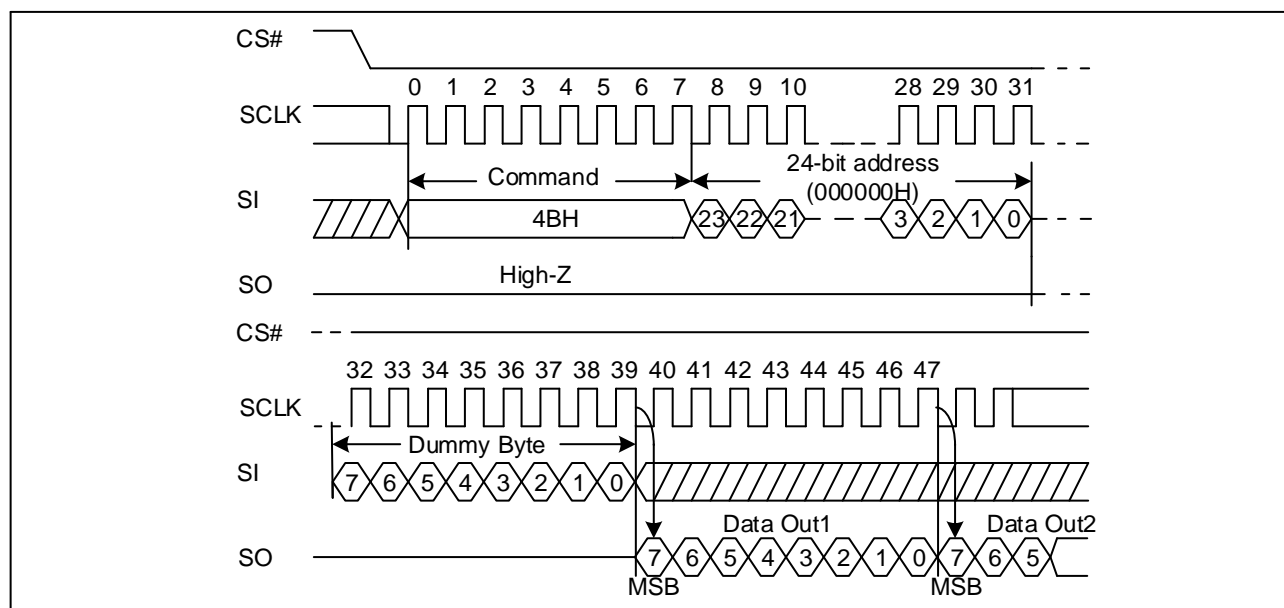 CS#
0 1 2 3 4 5 6 7 8 9 10 28 29 30 31
SCLK
Command
24-bit address
(000000H)
SI
4BH
23 22 21 3 2 1 0
High-Z
SO
CS#
32 33 34 35 36 37 38 39 40 41 42 43 44 45 46 47
SCLK
Dummy Byte
SI
7 6 5 4 3 2 1 0
Data Out1 Data Out2
SO
7 6 5 4 3 2 1 0 7 6 5
MSB MSB